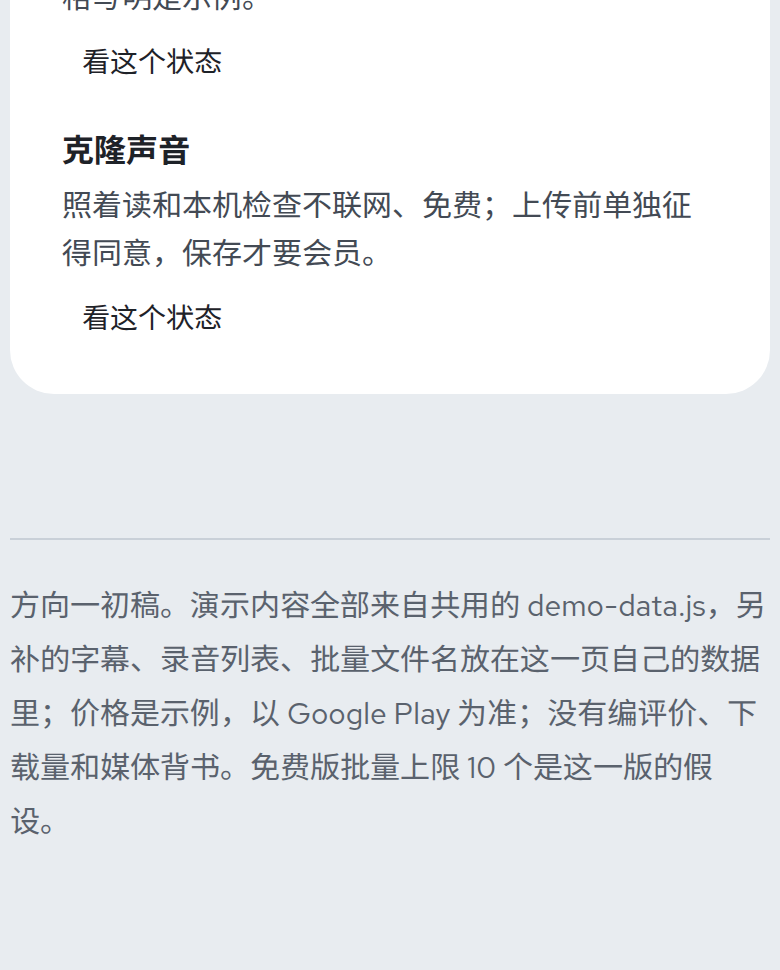 格与明是示例。
看这个状态
克隆声音
照着读和本机检查不联网、免费；上传前单独征
得同意，保存才要会员。
看这个状态
方向一初稿。演示内容全部来自共用的 demo-data.js，另
补的字幕、录音列表、批量文件名放在这一页自己的数据
里；价格是示例，以 Google Play 为准；没有编评价、下
载量和媒体背书。免费版批量上限 10 个是这一版的假
设。